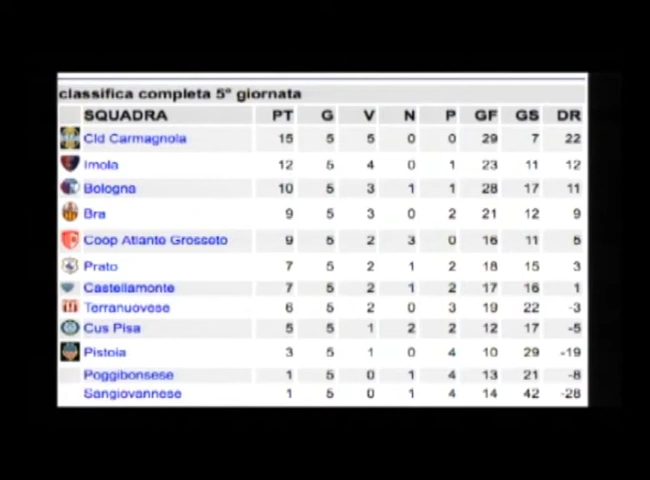 classifica completa 5° giornata
SQUADRA PT G V N P GF GS DR
Cld Carmagnola 15 5 5 0 0 29 7 22
Imola 12 5 4 0 1 23 11 12
Bologna 10 5 3 1 1 28 17 11
Bra 9 5 3 0 2 21 12 9
Coop Atlante Grosseto 9 5 2 3 0 16 11 5
Prato 7 5 2 1 2 18 15 3
Castellamonte 7 5 2 1 2 17 16 1
Terranuovese 6 5 2 0 3 19 22 -3
Cus Pisa 5 5 1 2 2 12 17 -5
Pistoia 3 5 1 0 4 10 29 -19
Poggibonsese 1 5 0 1 4 13 21 -8
Sangiovannese 1 5 0 1 4 14 42 -28